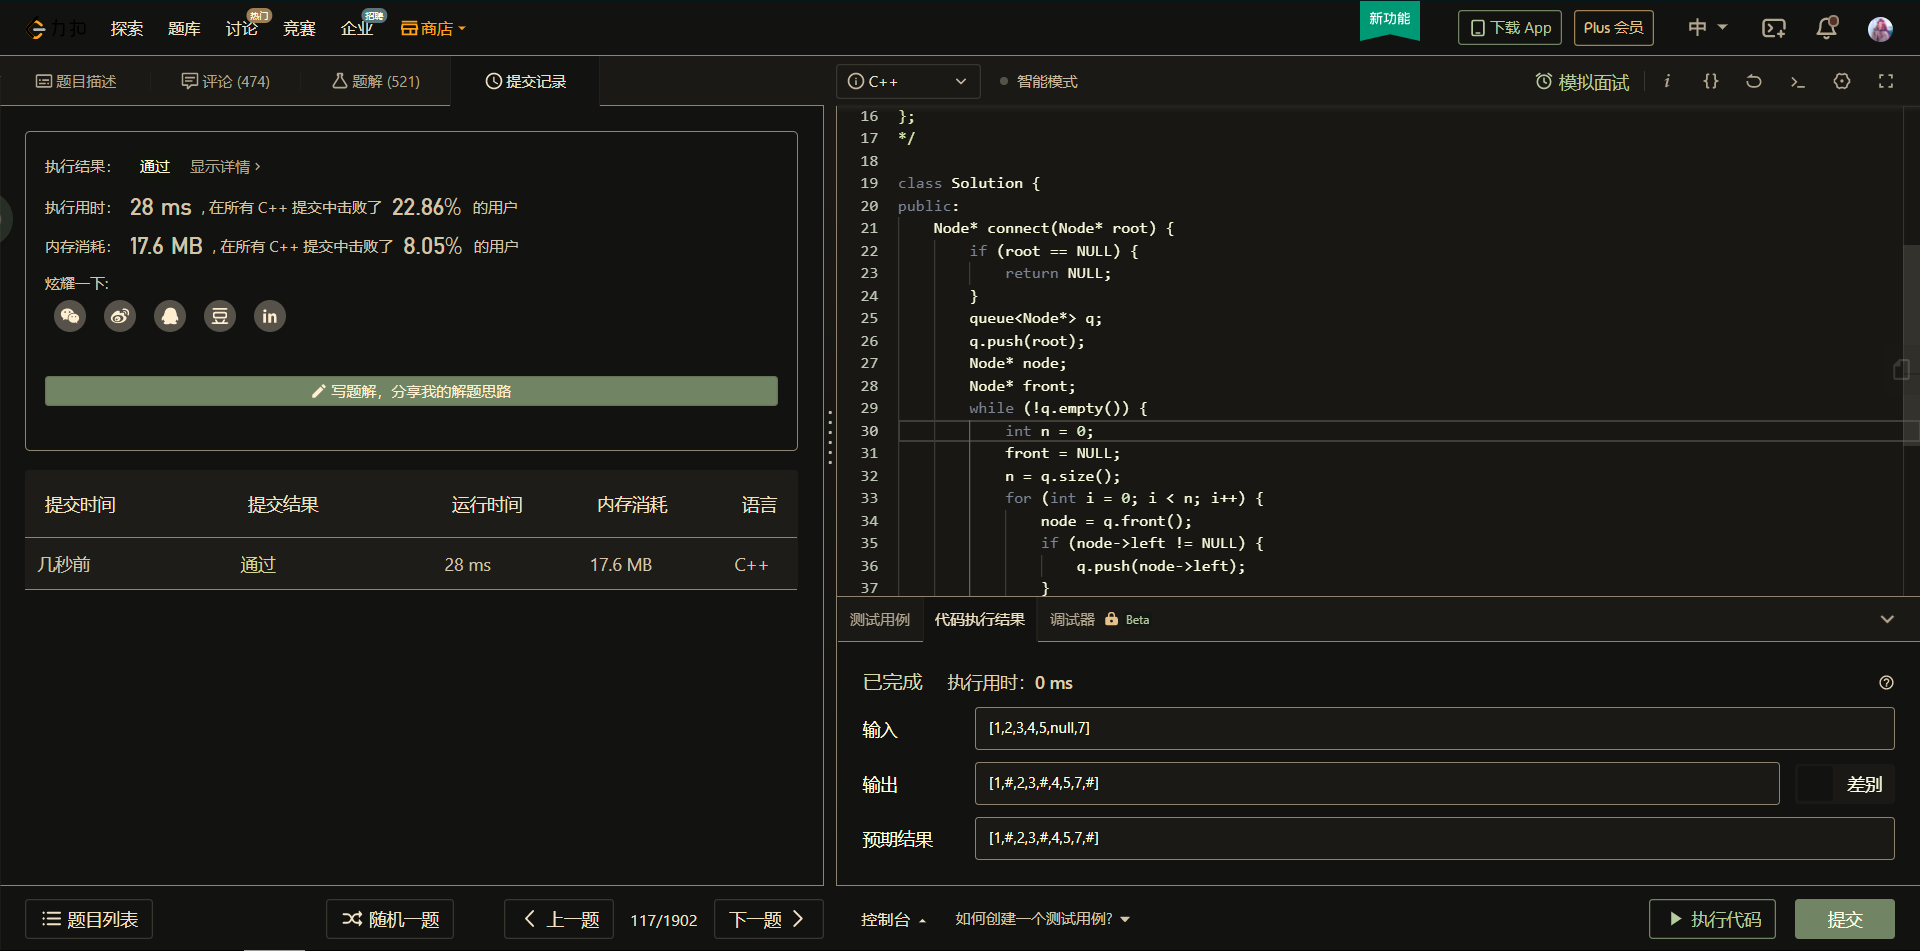 力扣 探索 题库 讨论 热门 竞赛 企业 招聘 商店 新功能 下载 App Plus 会员 中
题目描述 评论 (474) 题解 (521) 提交记录
执行结果： 通过 显示详情 >
执行用时： 28 ms , 在所有 C++ 提交中击败了 22.86% 的用户
内存消耗： 17.6 MB , 在所有 C++ 提交中击败了 8.05% 的用户
炫耀一下:
豆 in
写题解，分享我的解题思路
提交时间 提交结果 运行时间 内存消耗 语言
几秒前 通过 28 ms 17.6 MB C++
C++ 智能模式 模拟面试 i {} >_
16 };
17 */
18
19 class Solution {
20 public:
21 Node* connect(Node* root) {
22 if (root == NULL) {
23 return NULL;
24 }
25 queue<Node*> q;
26 q.push(root);
27 Node* node;
28 Node* front;
29 while (!q.empty()) {
30 int n = 0;
31 front = NULL;
32 n = q.size();
33 for (int i = 0; i < n; i++) {
34 node = q.front();
35 if (node->left != NULL) {
36 q.push(node->left);
37 }
测试用例 代码执行结果 调试器 Beta
已完成 执行用时： 0 ms
输入 [1,2,3,4,5,null,7]
输出 [1,#,2,3,#,4,5,7,#] 差别
预期结果 [1,#,2,3,#,4,5,7,#]
题目列表 随机一题 上一题 117/1902 下一题 控制台 如何创建一个测试用例? 执行代码 提交